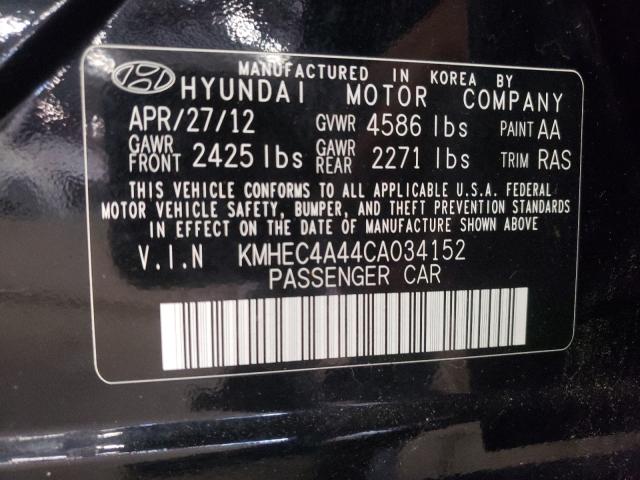 MANUFACTURED IN KOREA BY
HYUNDAI MOTOR COMPANY
APR/27/12 GVWR 4586 lbs PAINT AA
GAWR FRONT 2425 lbs GAWR REAR 2271 lbs TRIM RAS
THIS VEHICLE CONFORMS TO ALL APPLICABLE U.S.A. FEDERAL
MOTOR VEHICLE SAFETY, BUMPER, AND THEFT PREVENTION STANDARDS
IN EFFECT ON THE DATE OF MANUFACTURE SHOWN ABOVE
V.I.N KMHEC4A44CA034152
PASSENGER CAR